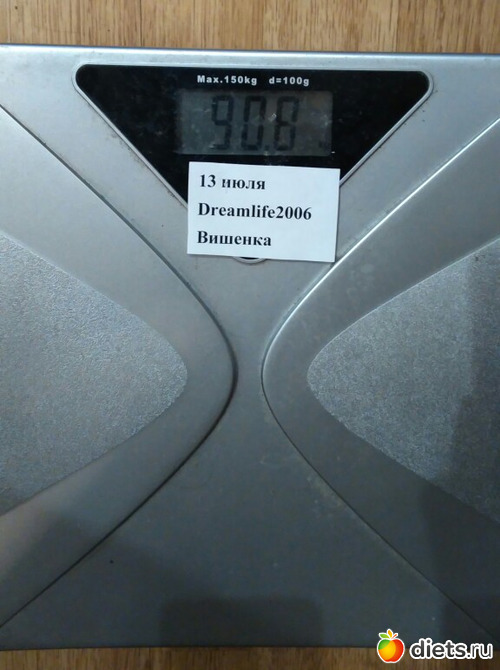 Max.150kg d=100g
90.8
13 июля
Dreamlife2006
Вишенка
diets.ru